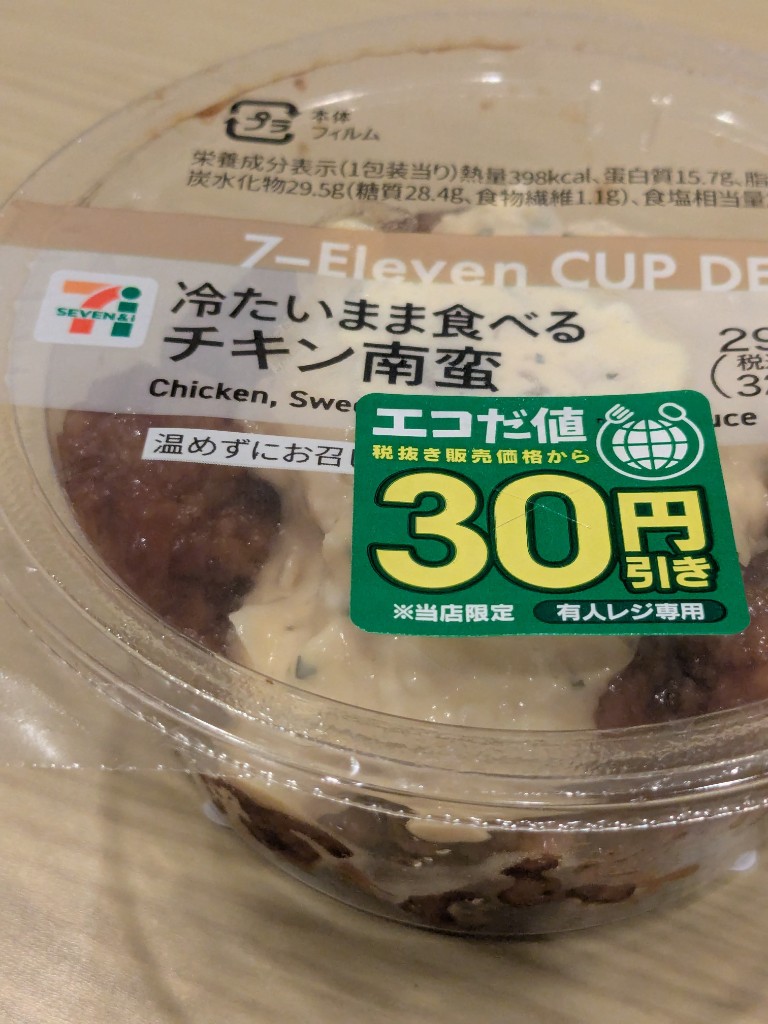 プラ
本体
フィルム
栄養成分表示(1包装当り)熱量398kcal、蛋白質15.7g、脂
炭水化物29.5g(糖質28.4g、食物繊維1.1g)、食塩相当量
7-Eleven CUP DE
SEVEN&i
冷たいまま食べる
チキン南蛮
29
(税
32
Chicken, Swee
uce
温めずにお召し
エコだ値
税抜き販売価格から
30円
引き
※当店限定 有人レジ専用